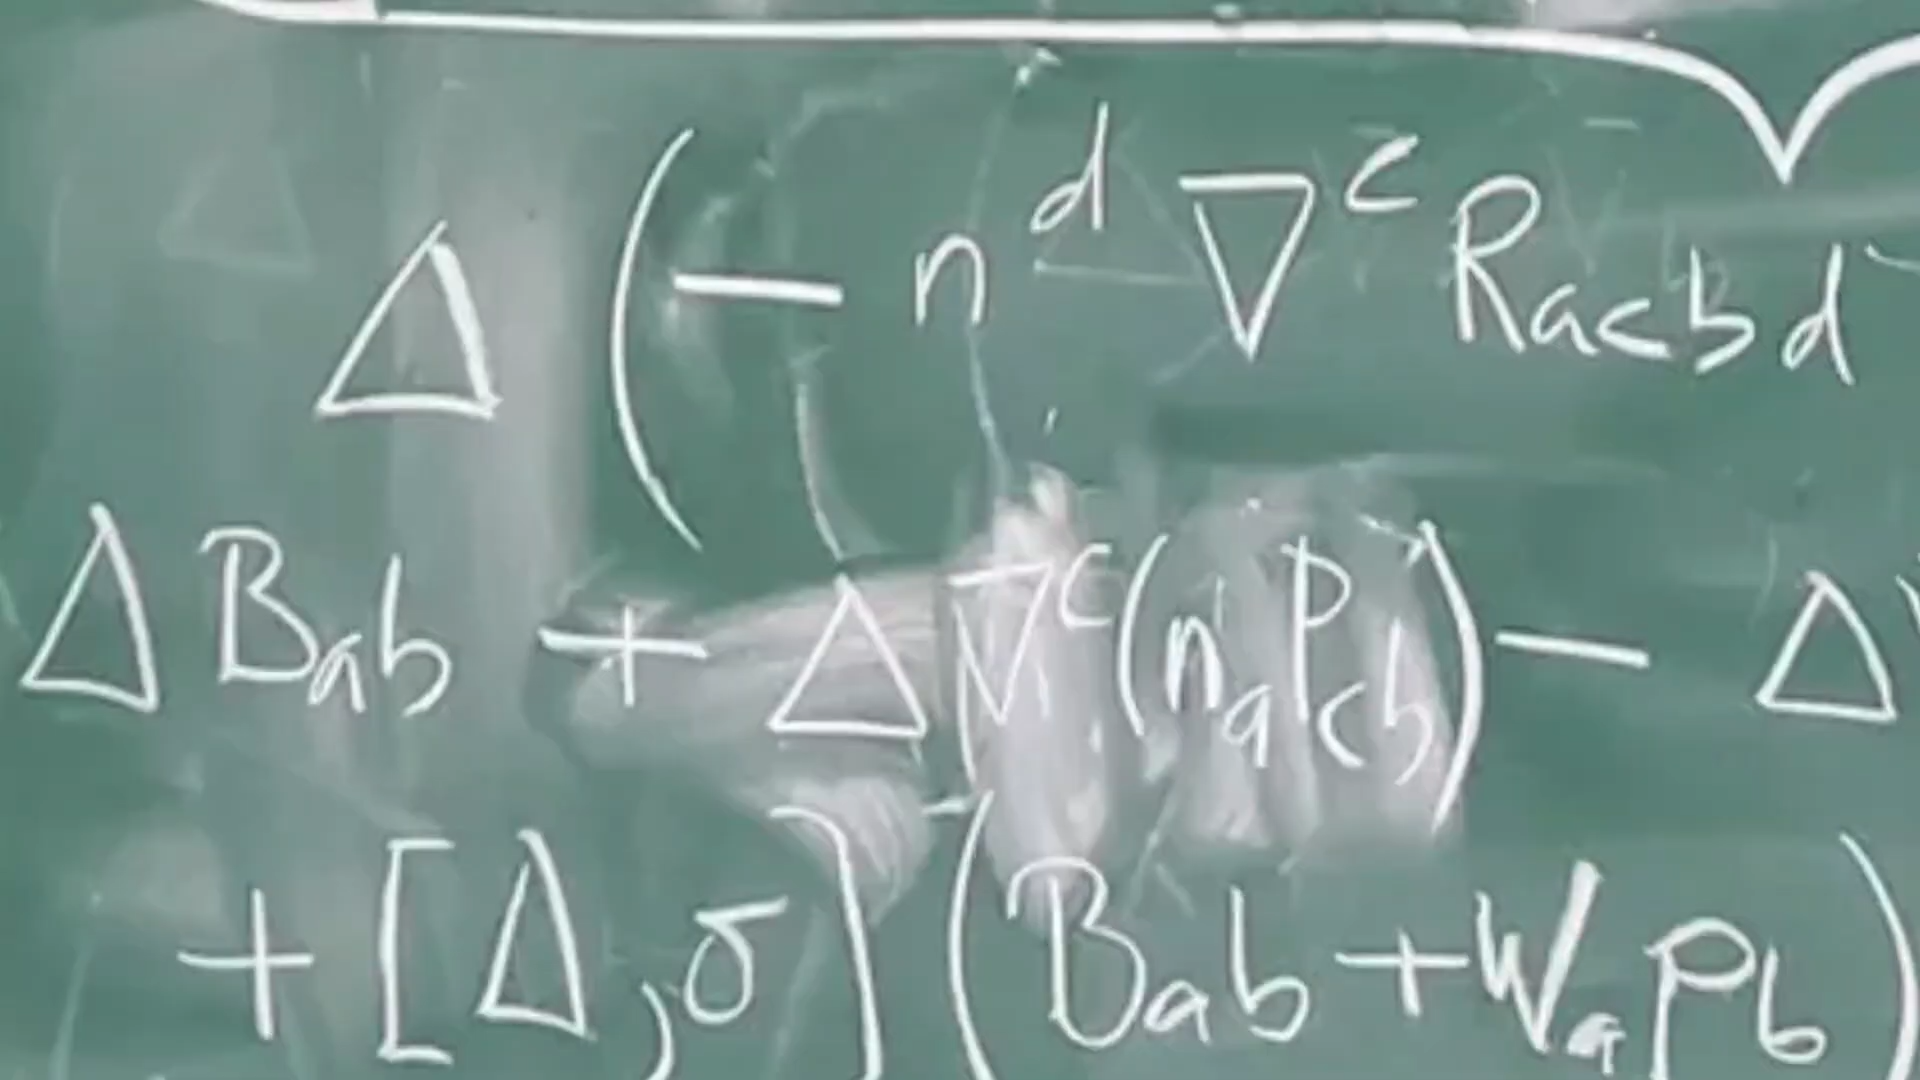 Δ (− n^d ∇^c R_acbd
Δ B_ab + Δ ∇^c (n_a P_cb) − Δ
+ [Δ, σ] (B_ab + W_a P_b)